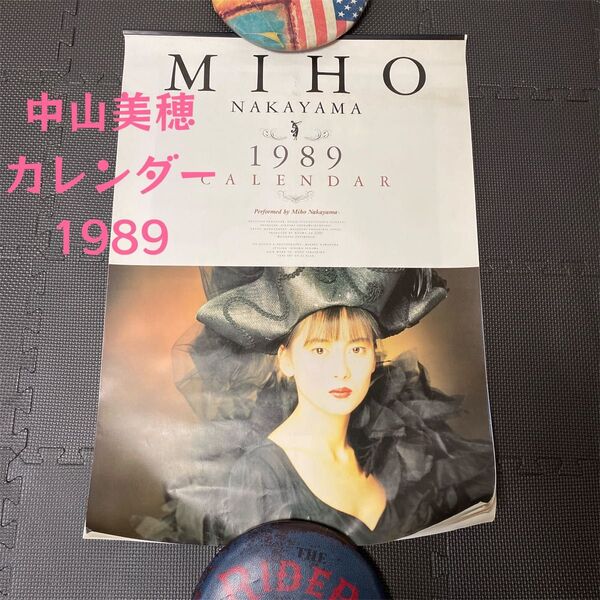 MIHO
NAKAYAMA
中山美穂
カレンダー
1989
1989
CALENDAR
Performed by Miho Nakayama
THE
RIDER